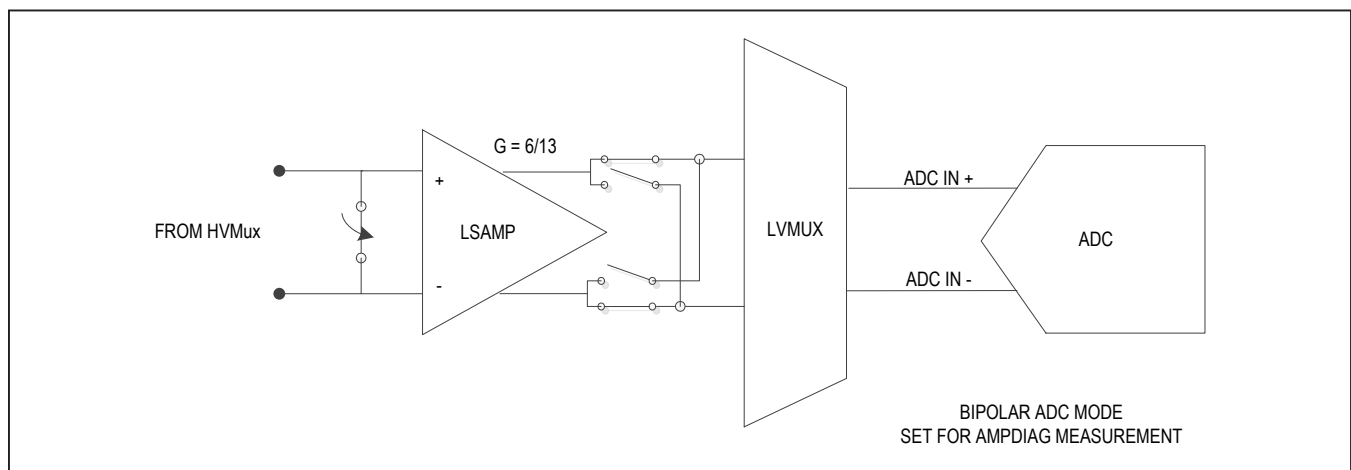 G = 6/13
+
ADC IN +
FROM HVMux
LSAMP
LVMUX
ADC
-
ADC IN -
BIPOLAR ADC MODE
SET FOR AMPDIAG MEASUREMENT